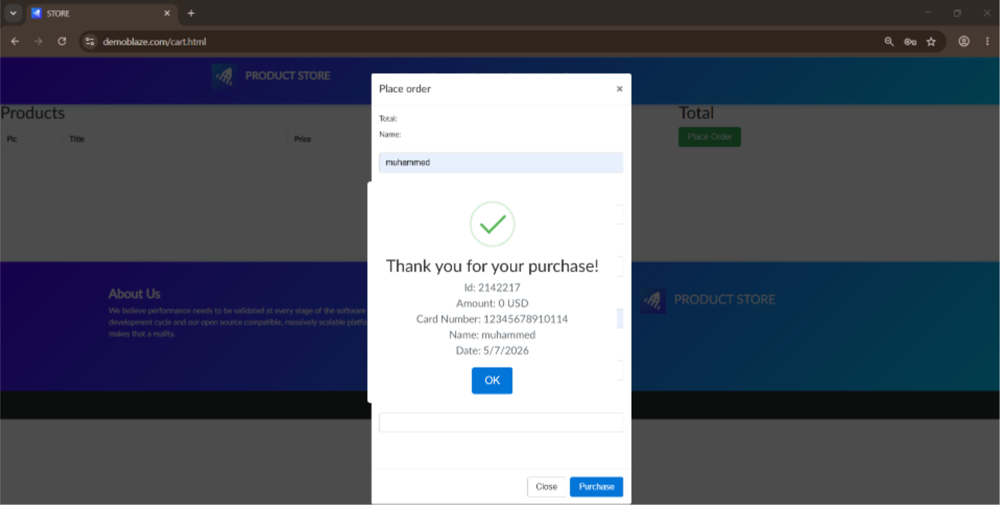 STORE
demoblaze.com/cart.html
PRODUCT STORE
Products
Pic Title Price
Total
Place Order
Place order ×
Total:
Name:
muhammed
Thank you for your purchase!
Id: 2142217
Amount: 0 USD
Card Number: 12345678910114
Name: muhammed
Date: 5/7/2026
OK
Close Purchase
About Us
We believe performance needs to be validated at every stage of the software
development cycle and our open source compatible, massively scalable platfo
makes that a reality.
PRODUCT STORE